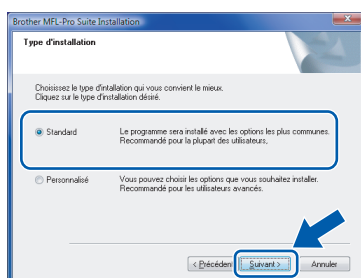 Brother MFL-Pro Suite Installation
Type d'installation
Choisissez le type d'intallation qui vous convient le mieux.
Cliquez sur le type d'installation désiré.
Standard
Le programme sera installé avec les options les plus communes.
Recommandé pour la plupart des utilisateurs.
Personnalisé
Vous pouvez choisir les options que vous souhaitez installer.
Recommandé pour les utilisateurs avancés.
< Précédent
Suivant >
Annuler